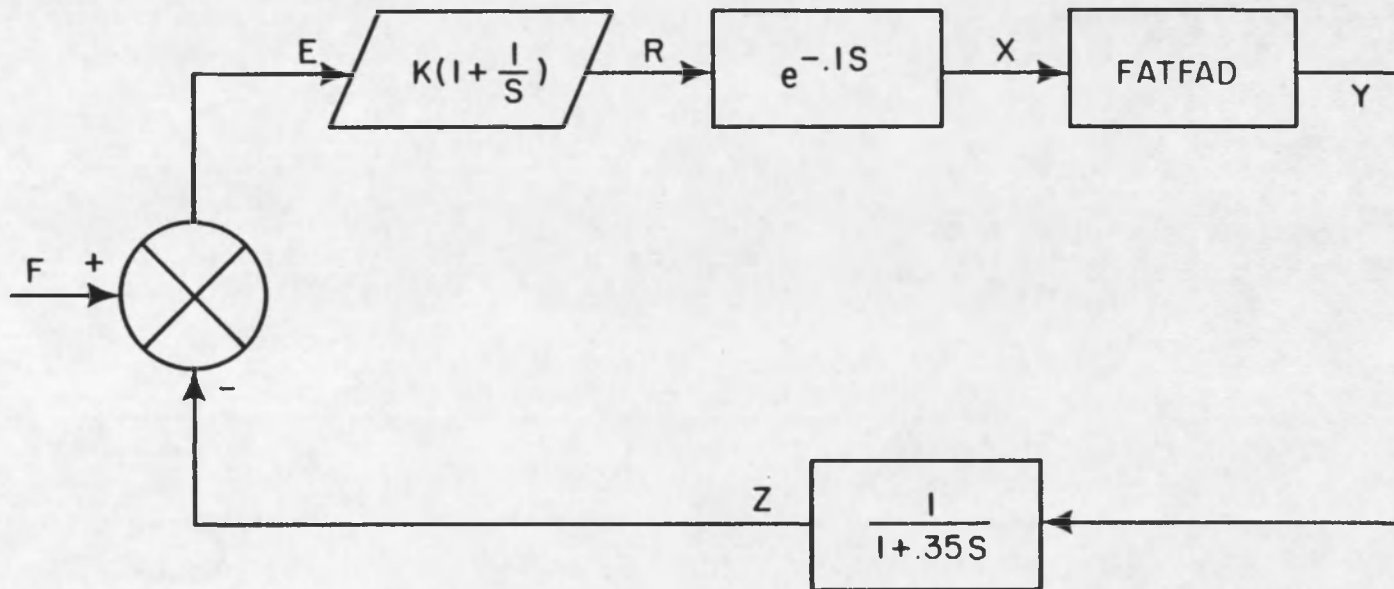 E
K(1 + 1/S)
R
e^-.1S
X
FATFAD
Y
F
+
-
Z
1/1+.35S